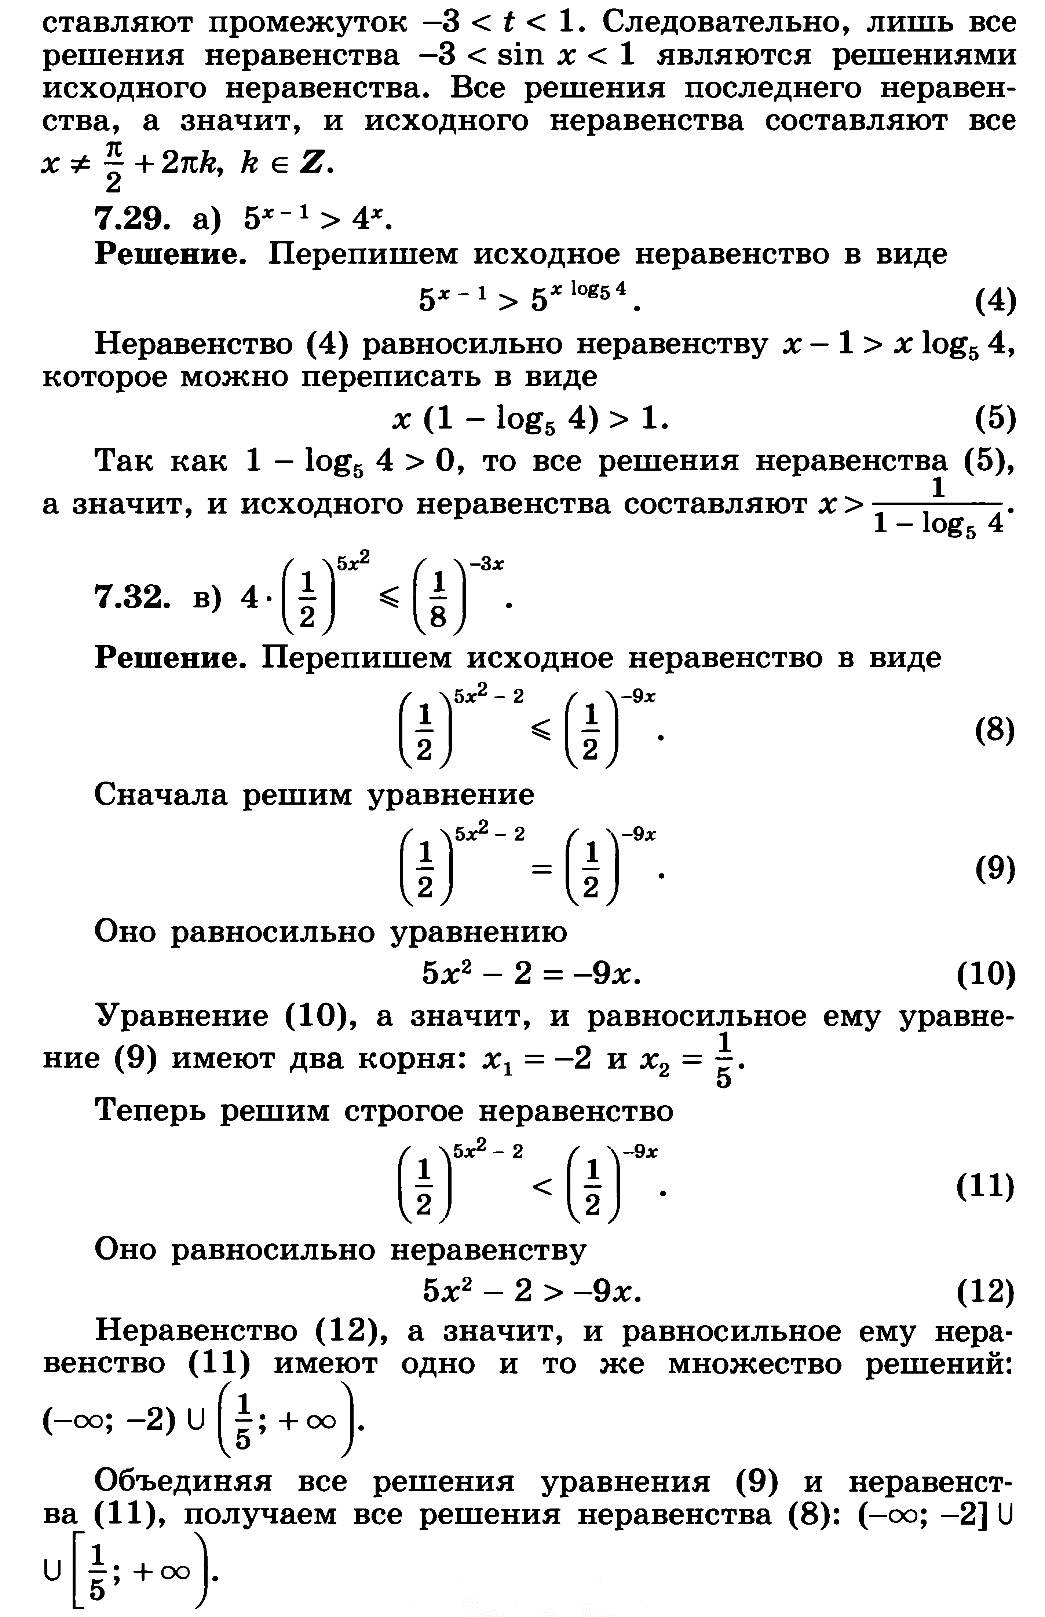 ставляют промежуток –3 < t < 1. Следовательно, лишь все
решения неравенства –3 < sin x < 1 являются решениями
исходного неравенства. Все решения последнего неравен-
ства, а значит, и исходного неравенства составляют все
x ≠ π/2 + 2πk, k ∈ Z.
7.29. а) 5^(x – 1) > 4^x.
Решение. Перепишем исходное неравенство в виде
5^(x – 1) > 5^(x log₅ 4). (4)
Неравенство (4) равносильно неравенству x – 1 > x log₅ 4,
которое можно переписать в виде
x (1 – log₅ 4) > 1. (5)
Так как 1 – log₅ 4 > 0, то все решения неравенства (5),
а значит, и исходного неравенства составляют x > 1/(1 – log₅ 4).
7.32. в) 4 · (1/2)^(5x²) ⩽ (1/8)^(–3x).
Решение. Перепишем исходное неравенство в виде
(1/2)^(5x² – 2) ⩽ (1/2)^(–9x). (8)
Сначала решим уравнение
(1/2)^(5x² – 2) = (1/2)^(–9x). (9)
Оно равносильно уравнению
5x² – 2 = –9x. (10)
Уравнение (10), а значит, и равносильное ему уравне-
ние (9) имеют два корня: x₁ = –2 и x₂ = 1/5.
Теперь решим строгое неравенство
(1/2)^(5x² – 2) < (1/2)^(–9x). (11)
Оно равносильно неравенству
5x² – 2 > –9x. (12)
Неравенство (12), а значит, и равносильное ему нера-
венство (11) имеют одно и то же множество решений:
(–∞; –2) ∪ (1/5; +∞).
Объединяя все решения уравнения (9) и неравенст-
ва (11), получаем все решения неравенства (8): (–∞; –2] ∪
∪ [1/5; +∞).